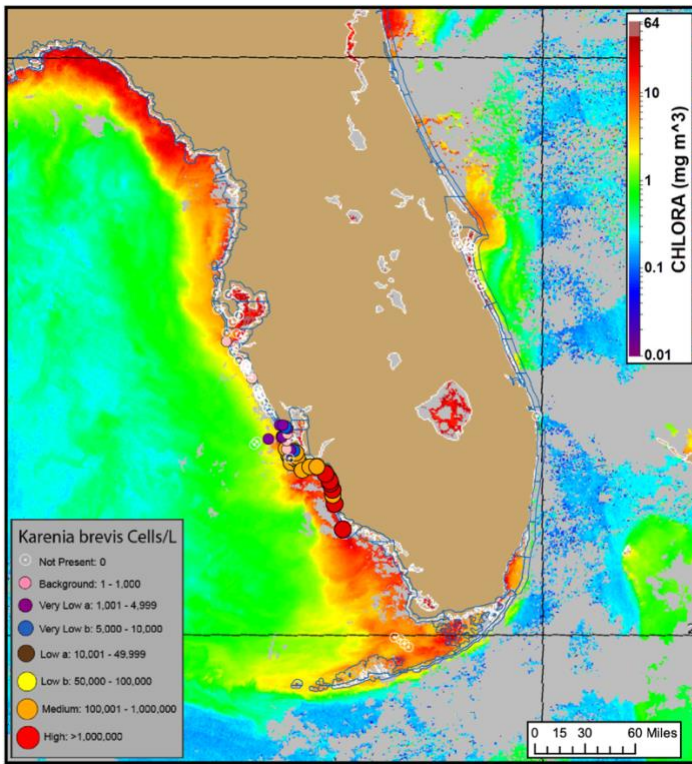 64
10
1
0.1
0.01
CHLORA (mg m^3)
Karenia brevis Cells/L
Not Present: 0
Background: 1 - 1,000
Very Low a: 1,001 - 4,999
Very Low b: 5,000 - 10,000
Low a: 10,001 - 49,999
Low b: 50,000 - 100,000
Medium: 100,001 - 1,000,000
High: >1,000,000
0 15 30 60 Miles